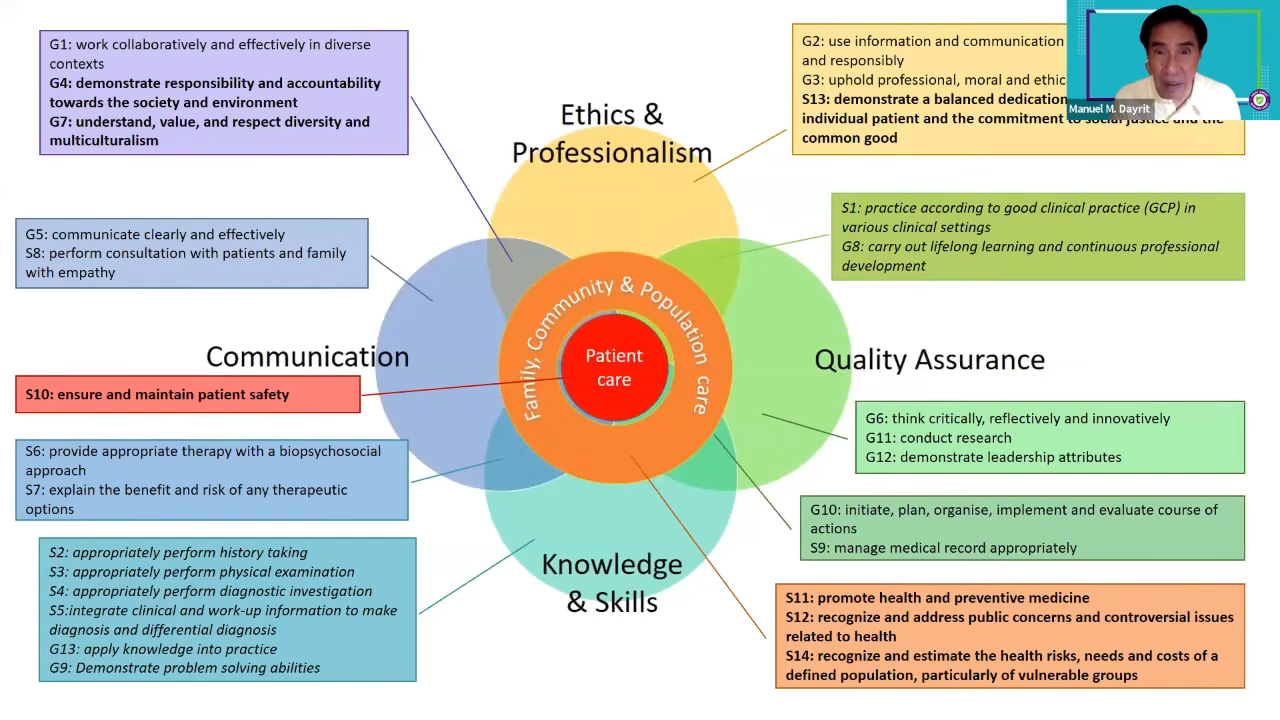 G1: work collaboratively and effectively in diverse
contexts
G4: demonstrate responsibility and accountability
towards the society and environment
G7: understand, value, and respect diversity and
multiculturalism
G2: use information and communication
and responsibly
G3: uphold professional, moral and ethic
S13: demonstrate a balanced dedication
individual patient and the commitment to social justice and the
common good
Manuel M. Dayrit
Ethics &
Professionalism
S1: practice according to good clinical practice (GCP) in
various clinical settings
G8: carry out lifelong learning and continuous professional
development
G5: communicate clearly and effectively
S8: perform consultation with patients and family
with empathy
Family, Community & Population care
Patient
care
Communication
Quality Assurance
S10: ensure and maintain patient safety
G6: think critically, reflectively and innovatively
G11: conduct research
G12: demonstrate leadership attributes
S6: provide appropriate therapy with a biopsychosocial
approach
S7: explain the benefit and risk of any therapeutic
options
G10: initiate, plan, organise, implement and evaluate course of
actions
S9: manage medical record appropriately
S2: appropriately perform history taking
S3: appropriately perform physical examination
S4: appropriately perform diagnostic investigation
S5:integrate clinical and work-up information to make
diagnosis and differential diagnosis
G13: apply knowledge into practice
G9: Demonstrate problem solving abilities
Knowledge
& Skills
S11: promote health and preventive medicine
S12: recognize and address public concerns and controversial issues
related to health
S14: recognize and estimate the health risks, needs and costs of a
defined population, particularly of vulnerable groups